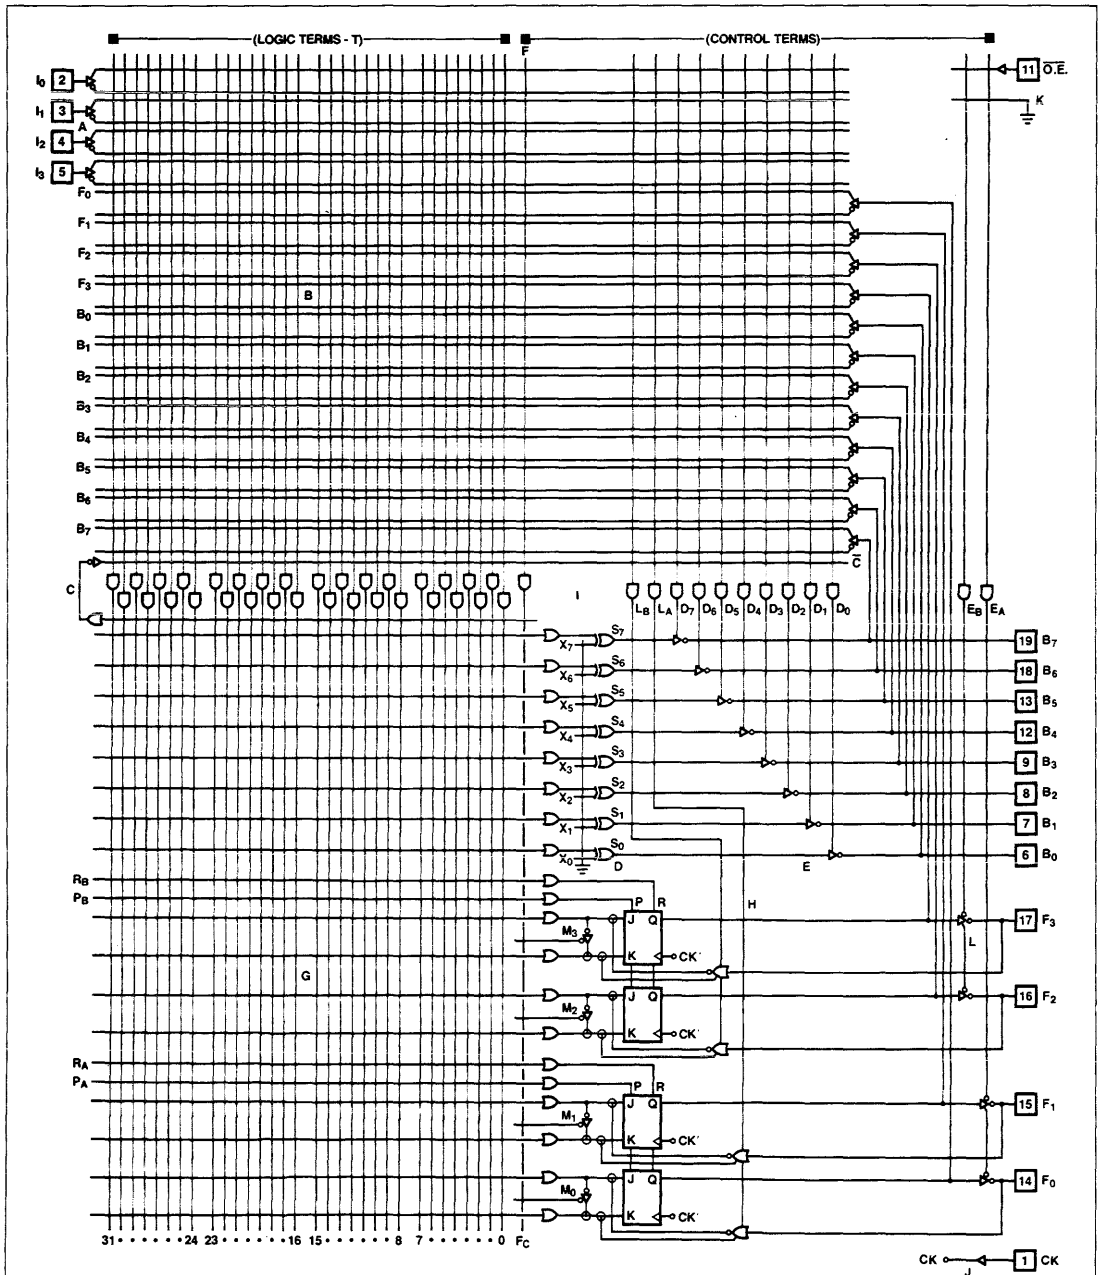 (LOGIC TERMS - T)
(CONTROL TERMS)
F
I0 2
11 O.E.
I1 3
K
A
I2 4
I3 5
F0
F1
F2
F3
B
B0
B1
B2
B3
B4
B5
B6
B7
C
C
I
LB LA D7 D6 D5 D4 D3 D2 D1 D0
EB EA
X7 S7 19 B7
X6 S6 18 B6
X5 S5 13 B5
X4 S4 12 B4
X3 S3 9 B3
X2 S2 8 B2
X1 S1 7 B1
X0 S0 6 B0
D E
RB
PB P R H
J Q 17 F3
M3
L
K CK
G
J Q 16 F2
M2
K CK
RA
PA P R
J Q 15 F1
M1
K CK
J Q 14 F0
M0
K CK
31 24 23 16 15 8 7 0 FC
CK 1 CK
J